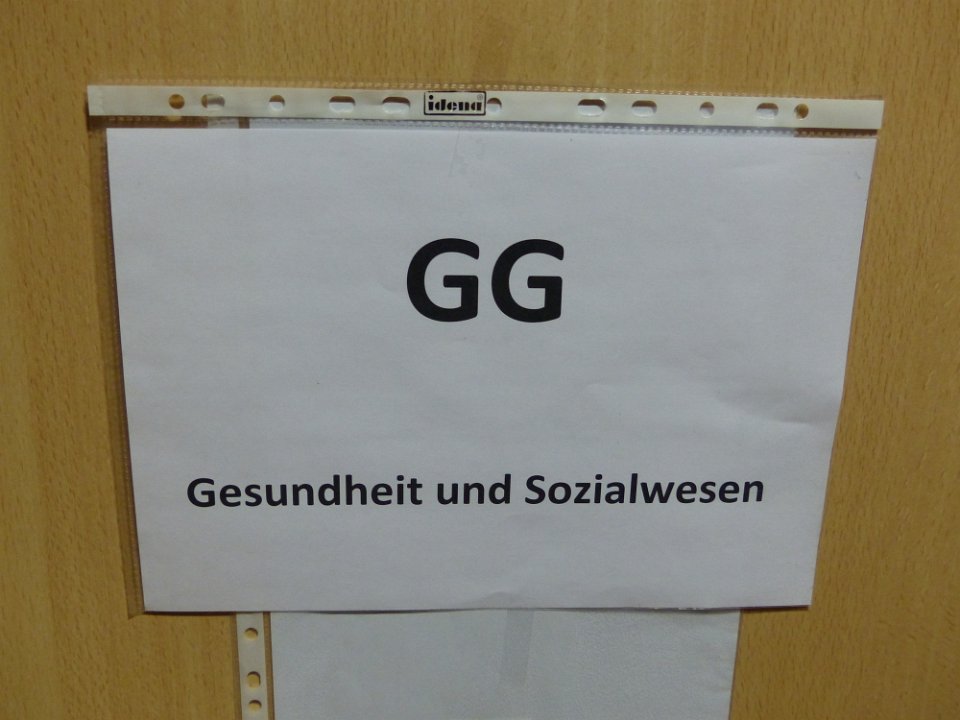 idena
GG
Gesundheit und Sozialwesen